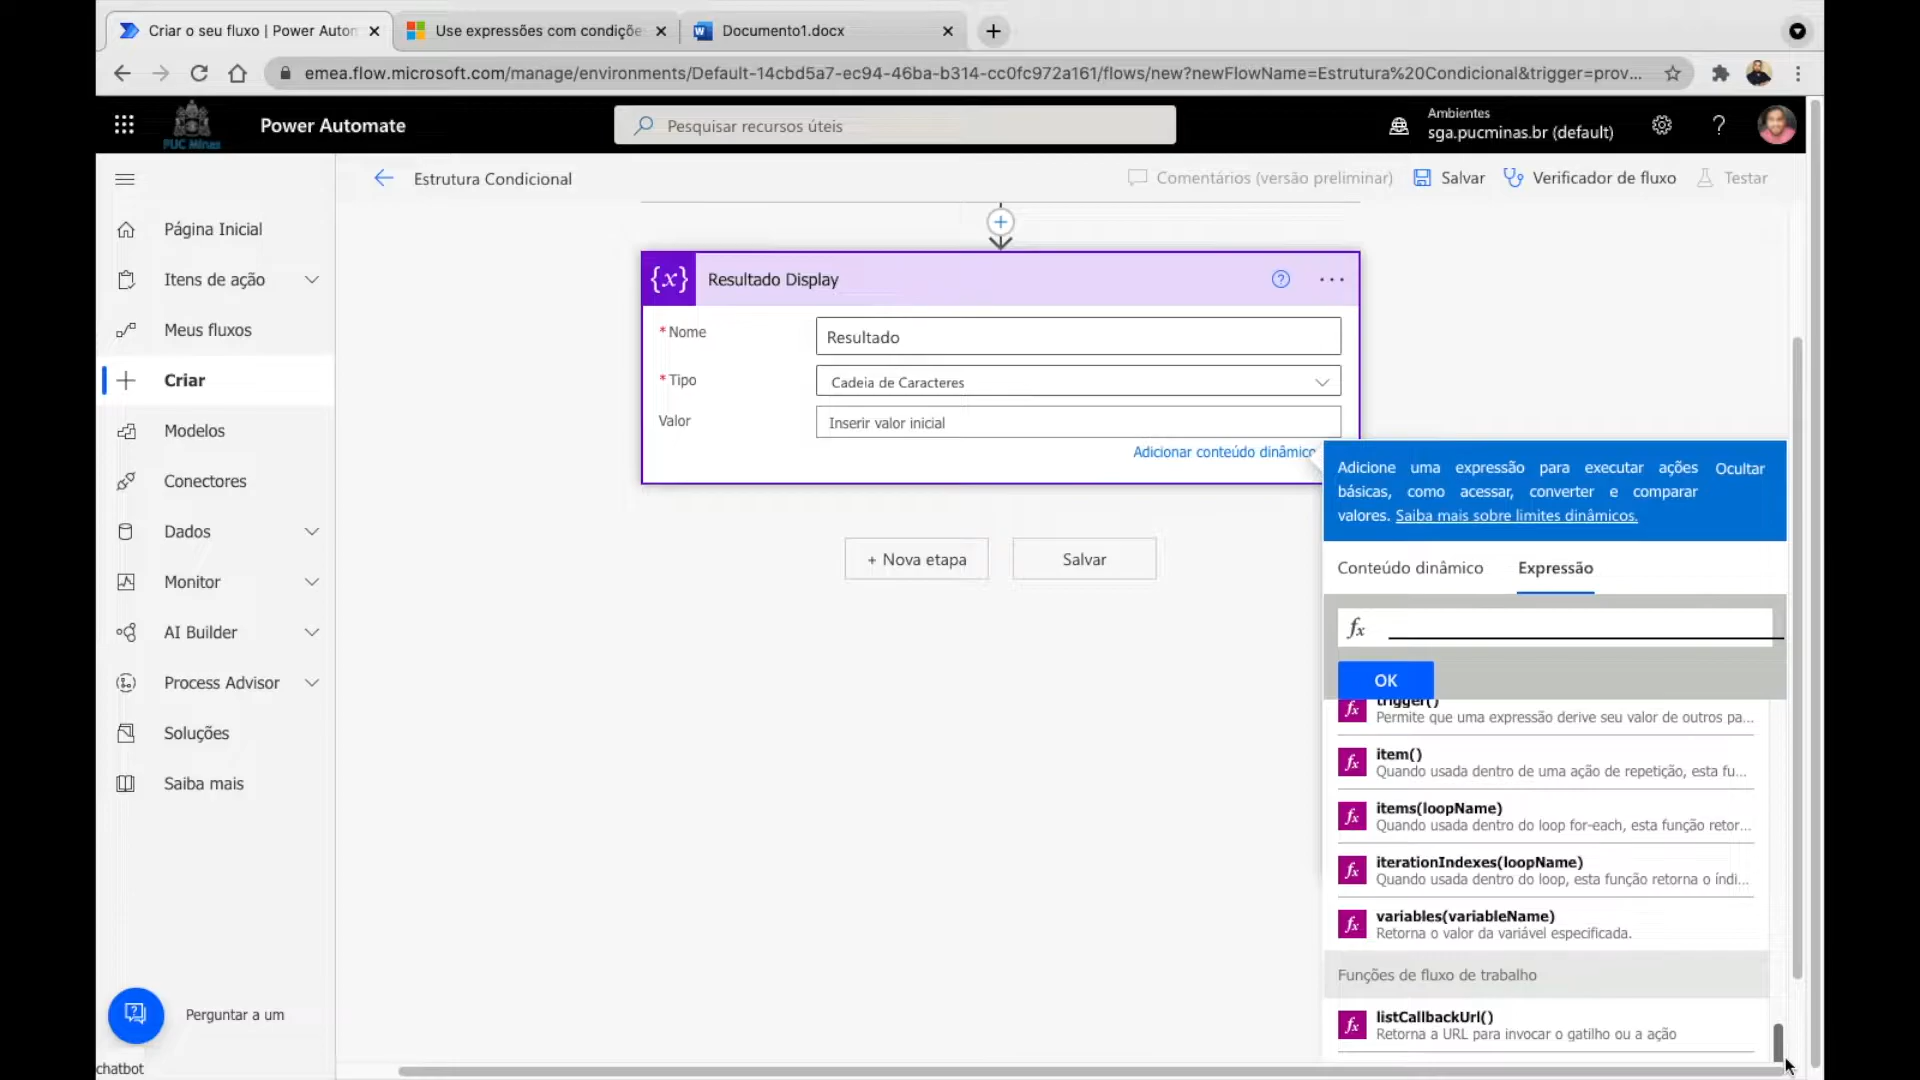 Criar o seu fluxo | Power Autom
Use expressões com condiçõe
Documento1.docx
emea.flow.microsoft.com/manage/environments/Default-14cbd5a7-ec94-46ba-b314-cc0fc972a161/flows/new?newFlowName=Estrutura%20Condicional&trigger=prov...
PUC Minas
Power Automate
Pesquisar recursos úteis
Ambientes
sga.pucminas.br (default)
Estrutura Condicional
Comentários (versão preliminar)
Salvar
Verificador de fluxo
Testar
Página Inicial
Itens de ação
Meus fluxos
Criar
Modelos
Conectores
Dados
Monitor
AI Builder
Process Advisor
Soluções
Saiba mais
Perguntar a um
chatbot
{x} Resultado Display
* Nome
Resultado
* Tipo
Cadeia de Caracteres
Valor
Inserir valor inicial
Adicionar conteúdo dinâmico
+ Nova etapa
Salvar
Adicione uma expressão para executar ações
básicas, como acessar, converter e comparar
valores. Saiba mais sobre limites dinâmicos.
Ocultar
Conteúdo dinâmico
Expressão
fx
OK
fx trigger()
Permite que uma expressão derive seu valor de outros pa...
fx item()
Quando usada dentro de uma ação de repetição, esta fu...
fx items(loopName)
Quando usada dentro do loop for-each, esta função retor...
fx iterationIndexes(loopName)
Quando usada dentro do loop, esta função retorna o índi...
fx variables(variableName)
Retorna o valor da variável especificada.
Funções de fluxo de trabalho
fx listCallbackUrl()
Retorna a URL para invocar o gatilho ou a ação